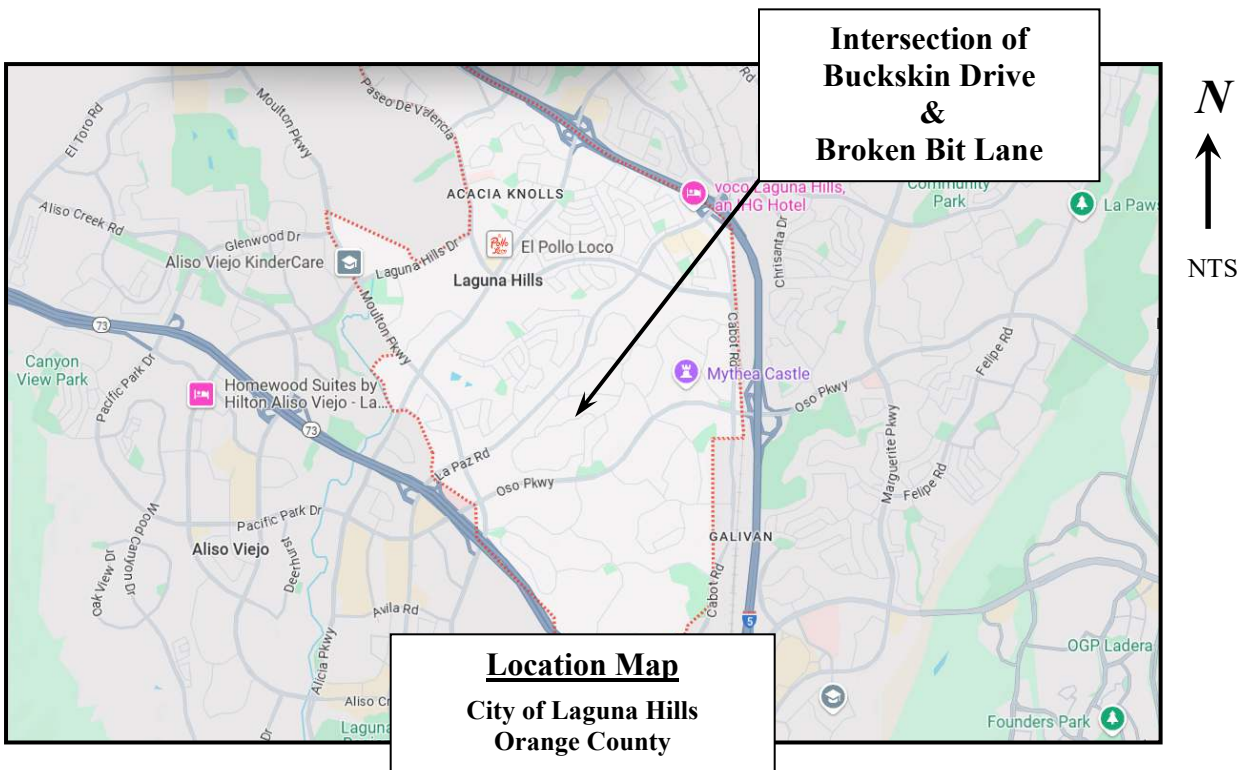 Intersection of
Buckskin Drive
&
Broken Bit Lane
N
NTS
El Toro Rd
Moulton Pkwy
Paseo De Valencia
Rd
ACACIA KNOLLS
voco Laguna Hills,
an IHG Hotel
Community
Park
La Paws
Aliso Creek Rd
Glenwood Dr
Aliso Viejo KinderCare
Laguna Hills Dr
El Pollo Loco
Laguna Hills
Chrisanta Dr
Moulton Pkwy
Cabot Rd
73
Canyon
View Park
Pacific Park Dr
Homewood Suites by
Hilton Aliso Viejo - La...
73
Mythea Castle
Oso Pkwy
Felipe Rd
Marguerite Pkwy
La Paz Rd
Oso Pkwy
Felipe Rd
Wood Canyon Dr
Pacific Park Dr
Aliso Viejo
Deerhurst
Oak View Dr
GALIVAN
Cabot Rd
Avila Rd
Alicia Pkwy
5
OGP Ladera
Aliso Cr
Laguna
Dr
Founders Park
Location Map
City of Laguna Hills
Orange County